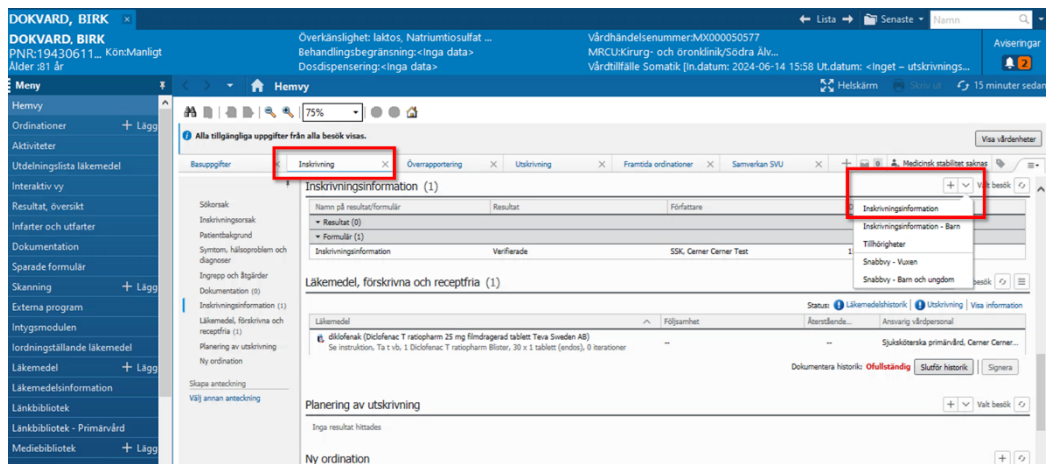 DOKVARD, BIRK ×
← Lista → Senaste Namn
DOKVARD, BIRK
PNR:19430611... Kön:Manligt
Ålder :81 år
Överkänslighet: laktos, Natriumtiosulfat ...
Behandlingsbegränsning:<Inga data>
Dosdispensering:<Inga data>
Vårdhändelsenummer:MX000050577
MRCU:Kirurg- och öronklinik/Södra Älv...
Vårdtillfälle Somatik [In.datum: 2024-06-14 15:58 Ut.datum: <Inget – utskrivnings...
Aviseringar
2
Meny
Hemvy
Helskärm Skriv ut 15 minuter sedan
Hemvy
Ordinationer + Lägg
Aktiviteter
Utdelningslista läkemedel
Interaktiv vy
Resultat, översikt
Infarter och utfarter
Dokumentation
Sparade formulär
Skanning + Lägg
Externa program
Intygsmodulen
Iordningställande läkemedel
Läkemedel + Lägg
Läkemedelsinformation
Länkbibliotek
Länkbibliotek - Primärvård
Mediebibliotek + Lägg
75%
Alla tillgängliga uppgifter från alla besök visas.
Visa vårdenheter
Basuppgifter × Inskrivning × Överrapportering × Utskrivning × Framtida ordinationer × Samverkan SVU × + 0 Medicinsk stabilitet saknas
Sökorsak
Inskrivningsorsak
Patientbakgrund
Symtom, hälsoproblem och
diagnoser
Ingrepp och åtgärder
Dokumentation (0)
Inskrivningsinformation (1)
Läkemedel, förskrivna och
receptfria (1)
Planering av utskrivning
Ny ordination
Skapa anteckning
Välj annan anteckning
Inskrivningsinformation (1)
+ Valt besök
Namn på resultat/formulär Resultat Författare
Resultat (0)
Formulär (1)
Inskrivningsinformation Verifierade SSK, Cerner Cerner Test
Inskrivningsinformation
Inskrivningsinformation - Barn
Tillhörigheter
Snabbvy - Vuxen
Snabbvy - Barn och ungdom
Läkemedel, förskrivna och receptfria (1)
besök
Status: Läkemedelshistorik Utskrivning Visa information
Läkemedel Följsamhet Återstående... Ansvarig vårdpersonal
diklofenak (Diclofenac T ratiopharm 25 mg filmdragerad tablett Teva Sweden AB)
Se instruktion, Ta t vb. 1 Diclofenac T ratiopharm Blister, 30 x 1 tablett (endos), 0 iterationer
-- -- Sjuksköterska primärvård, Cerner Cerner...
Dokumentera historik: Ofullständig Slutför historik Signera
Planering av utskrivning
+ Valt besök
Inga resultat hittades
Ny ordination
+